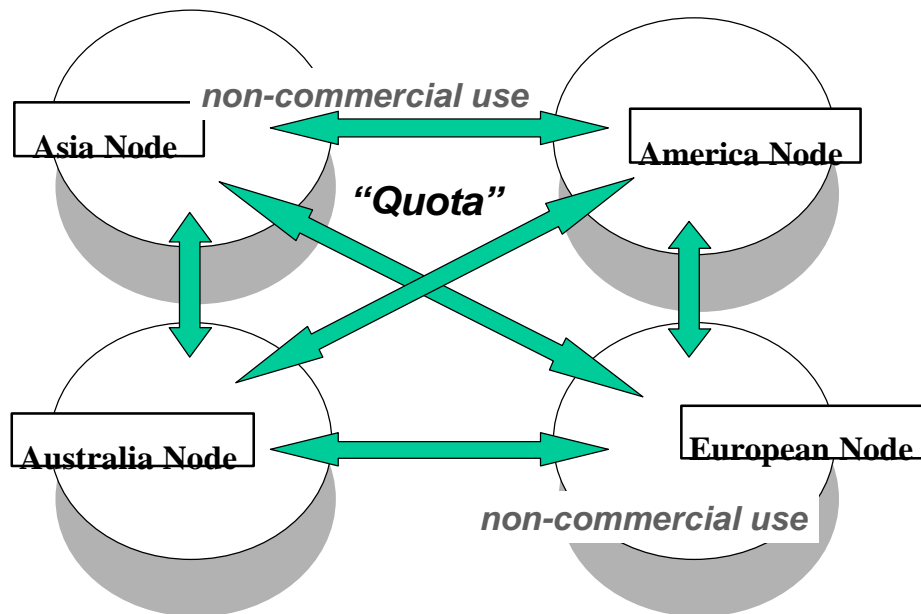 non-commercial use
Asia Node
America Node
“Quota”
Australia Node
European Node
non-commercial use